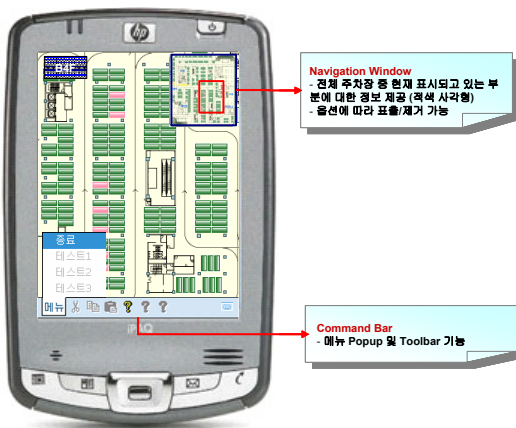 hp
B4F
Navigation Window
- 전체 주차장 중 현재 표시되고 있는 부
분에 대한 정보 제공 (적색 사각형)
- 옵션에 따라 표출/제거 가능
종료
테스트1
테스트2
테스트3
메뉴 ? ? ?
iPAQ
Command Bar
- 메뉴 Popup 및 Toolbar 기능